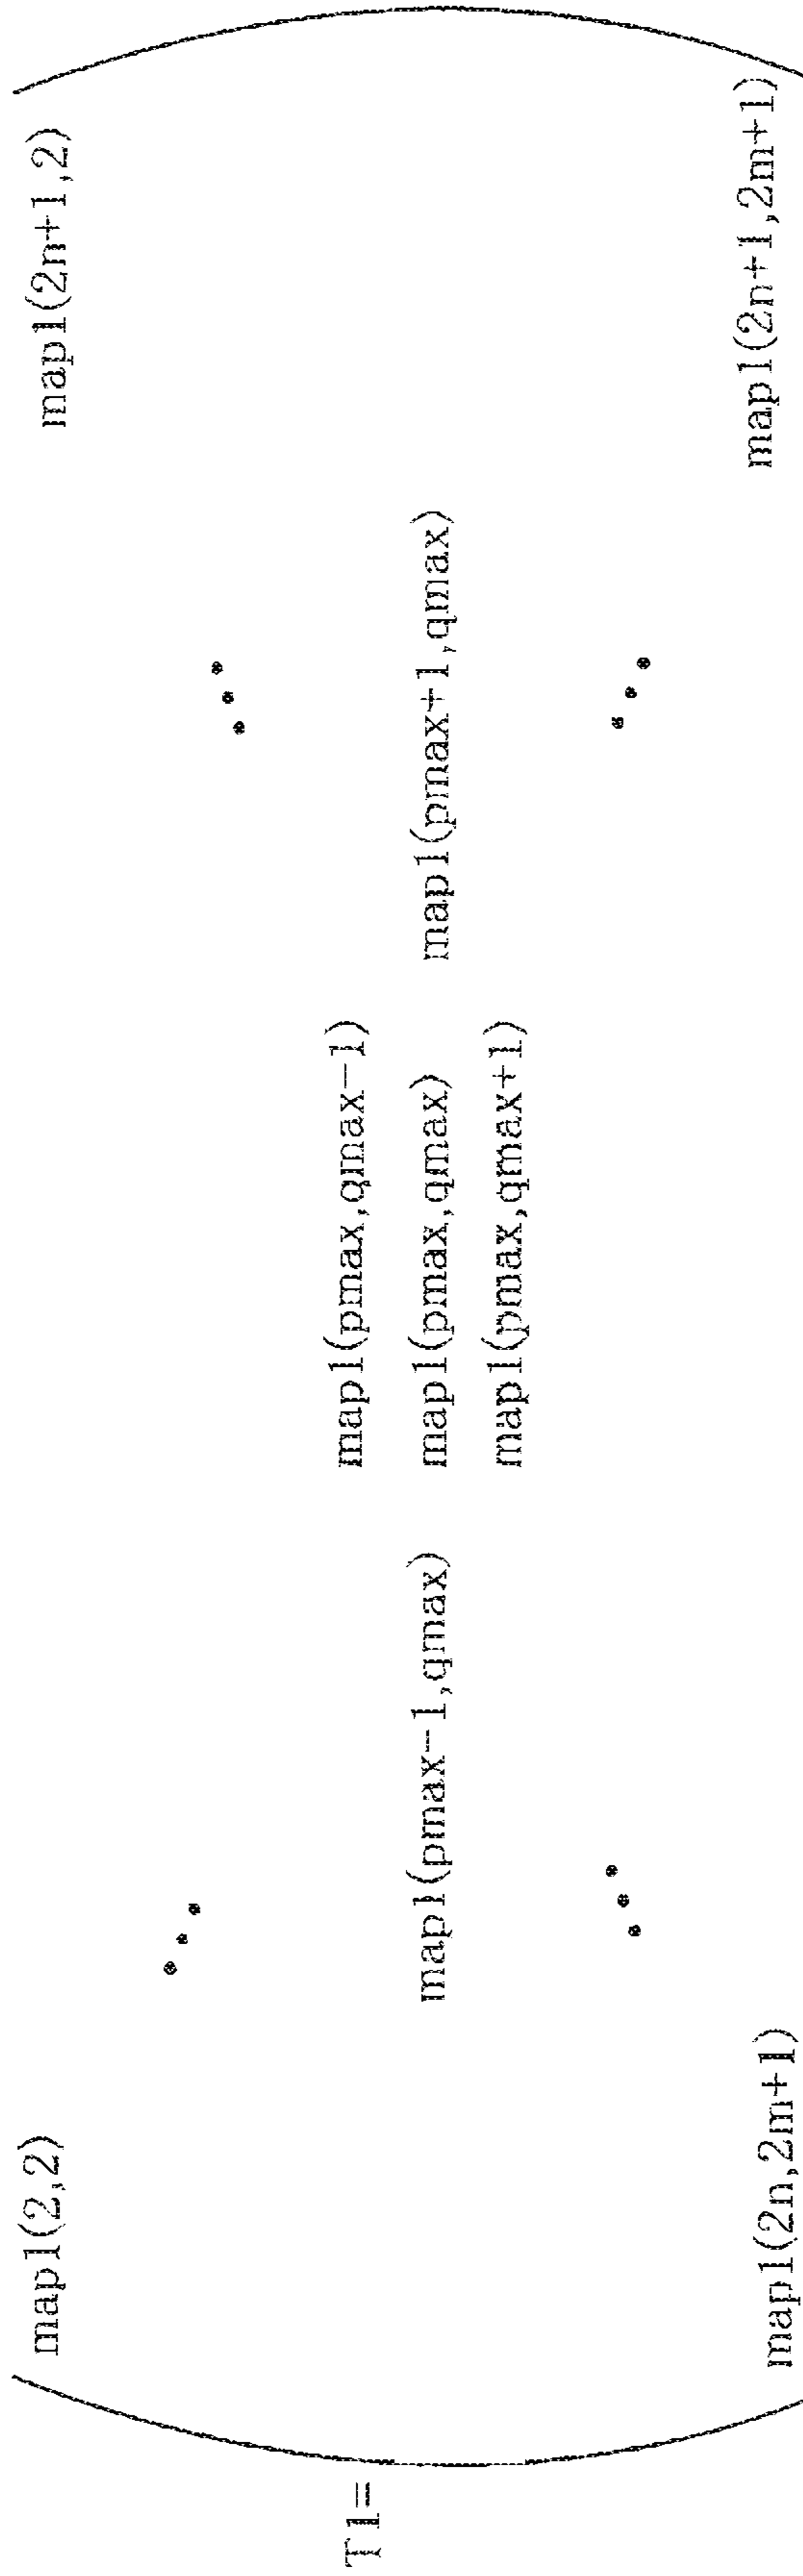 map1(2,2) map1(2n+1,2)
map1(pmax,qmax-1)
T1= map1(pmax-1,qmax) map1(pmax,qmax) map1(pmax+1,qmax)
map1(pmax,qmax+1)
map1(2n,2m+1) map1(2n+1,2m+1)